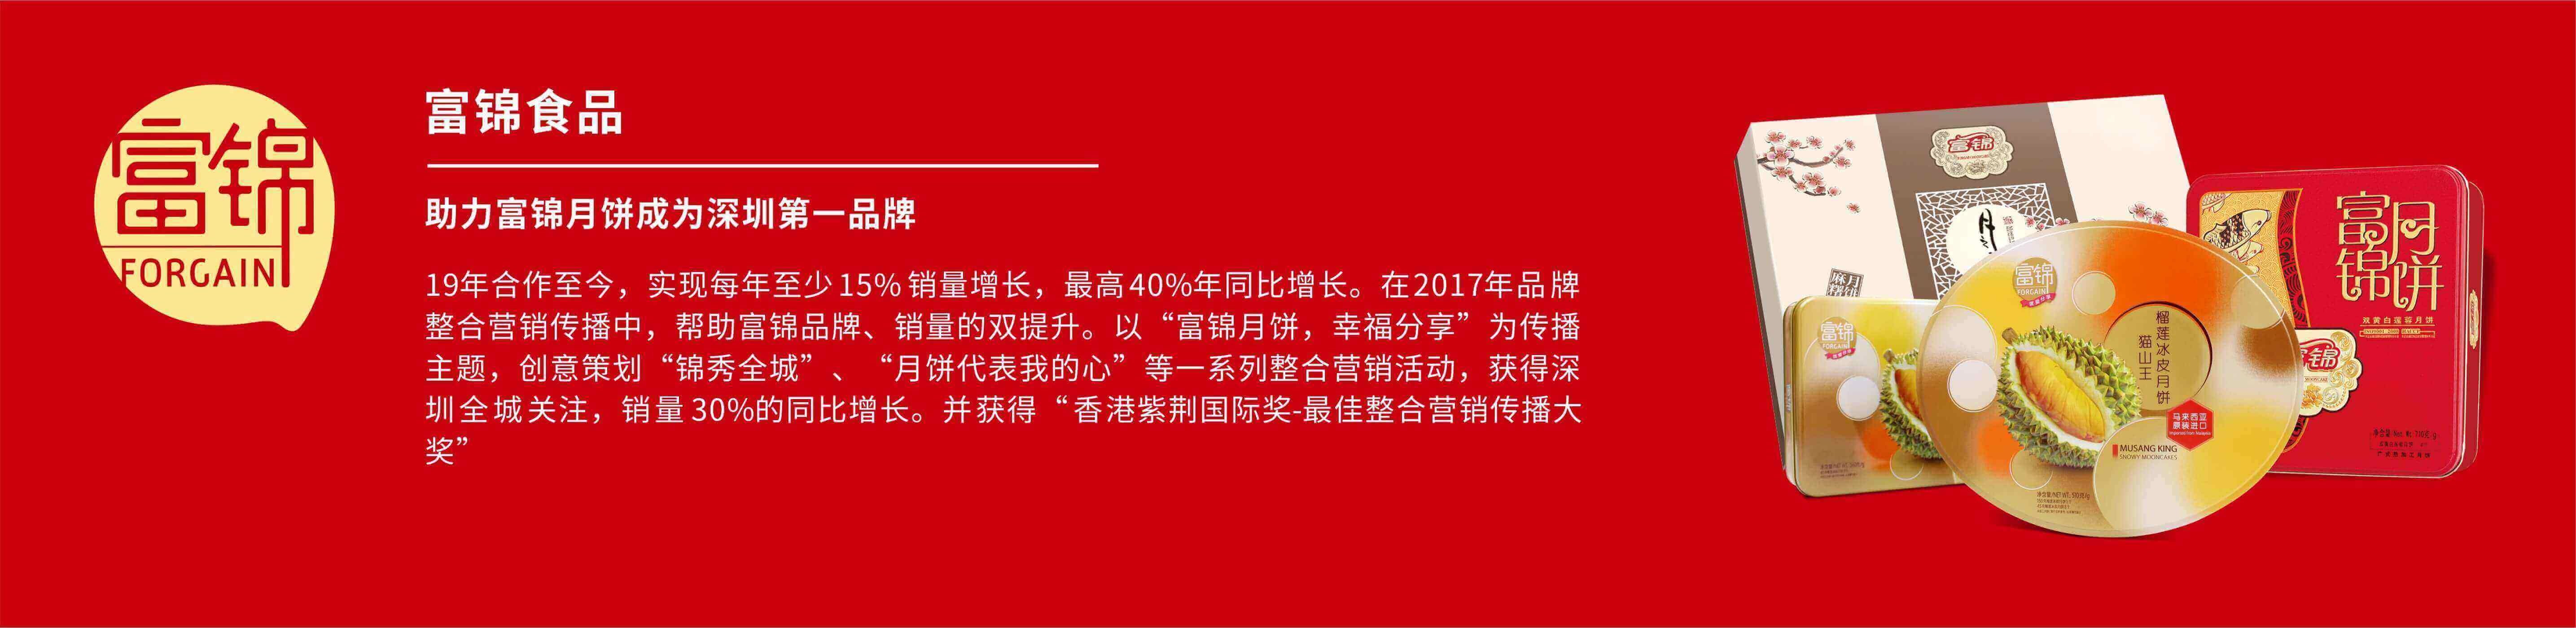 富锦
FORGAIN
富锦食品
助力富锦月饼成为深圳第一品牌
19年合作至今，实现每年至少15%销量增长，最高40%年同比增长。在2017年品牌
整合营销传播中，帮助富锦品牌、销量的双提升。以“富锦月饼，幸福分享”为传播
主题，创意策划“锦秀全城”、“月饼代表我的心”等一系列整合营销活动，获得深
圳全城关注，销量30%的同比增长。并获得“香港紫荆国际奖-最佳整合营销传播大
奖”
富锦
月
富锦
FORGAIN
富锦
FORGAIN
榴莲冰皮月饼
猫山王
马来西亚
原装进口
MUSANG KING
SNOWY MOONCAKES
富锦
月饼
双黄白莲蓉月饼